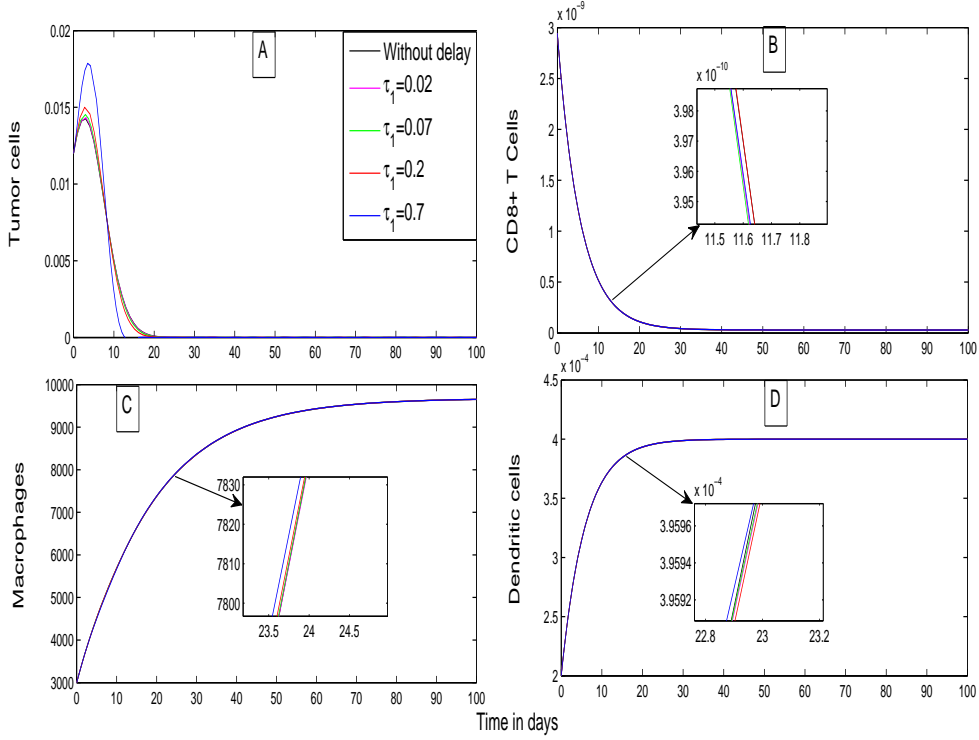 A
Tumor cells
0.02
0.015
0.01
0.005
0
0 10 20 30 40 50 60 70 80 90 100
Without delay
τ1=0.02
τ1=0.07
τ1=0.2
τ1=0.7
B
CD8+ T Cells
x 10⁻⁹
3
2.5
2
1.5
1
0.5
0
0 10 20 30 40 50 60 70 80 90 100
x 10⁻¹⁰
3.98
3.97
3.96
3.95
11.5 11.6 11.7 11.8
C
Macrophages
10000
9000
8000
7000
6000
5000
4000
3000
0 10 20 30 40 50 60 70 80 90 100
7830
7820
7810
7800
23.5 24 24.5
D
Dendritic cells
x 10⁻⁴
4.5
4
3.5
3
2.5
2
0 10 20 30 40 50 60 70 80 90 100
x 10⁻⁴
3.9596
3.9594
3.9592
22.8 23 23.2
Time in days